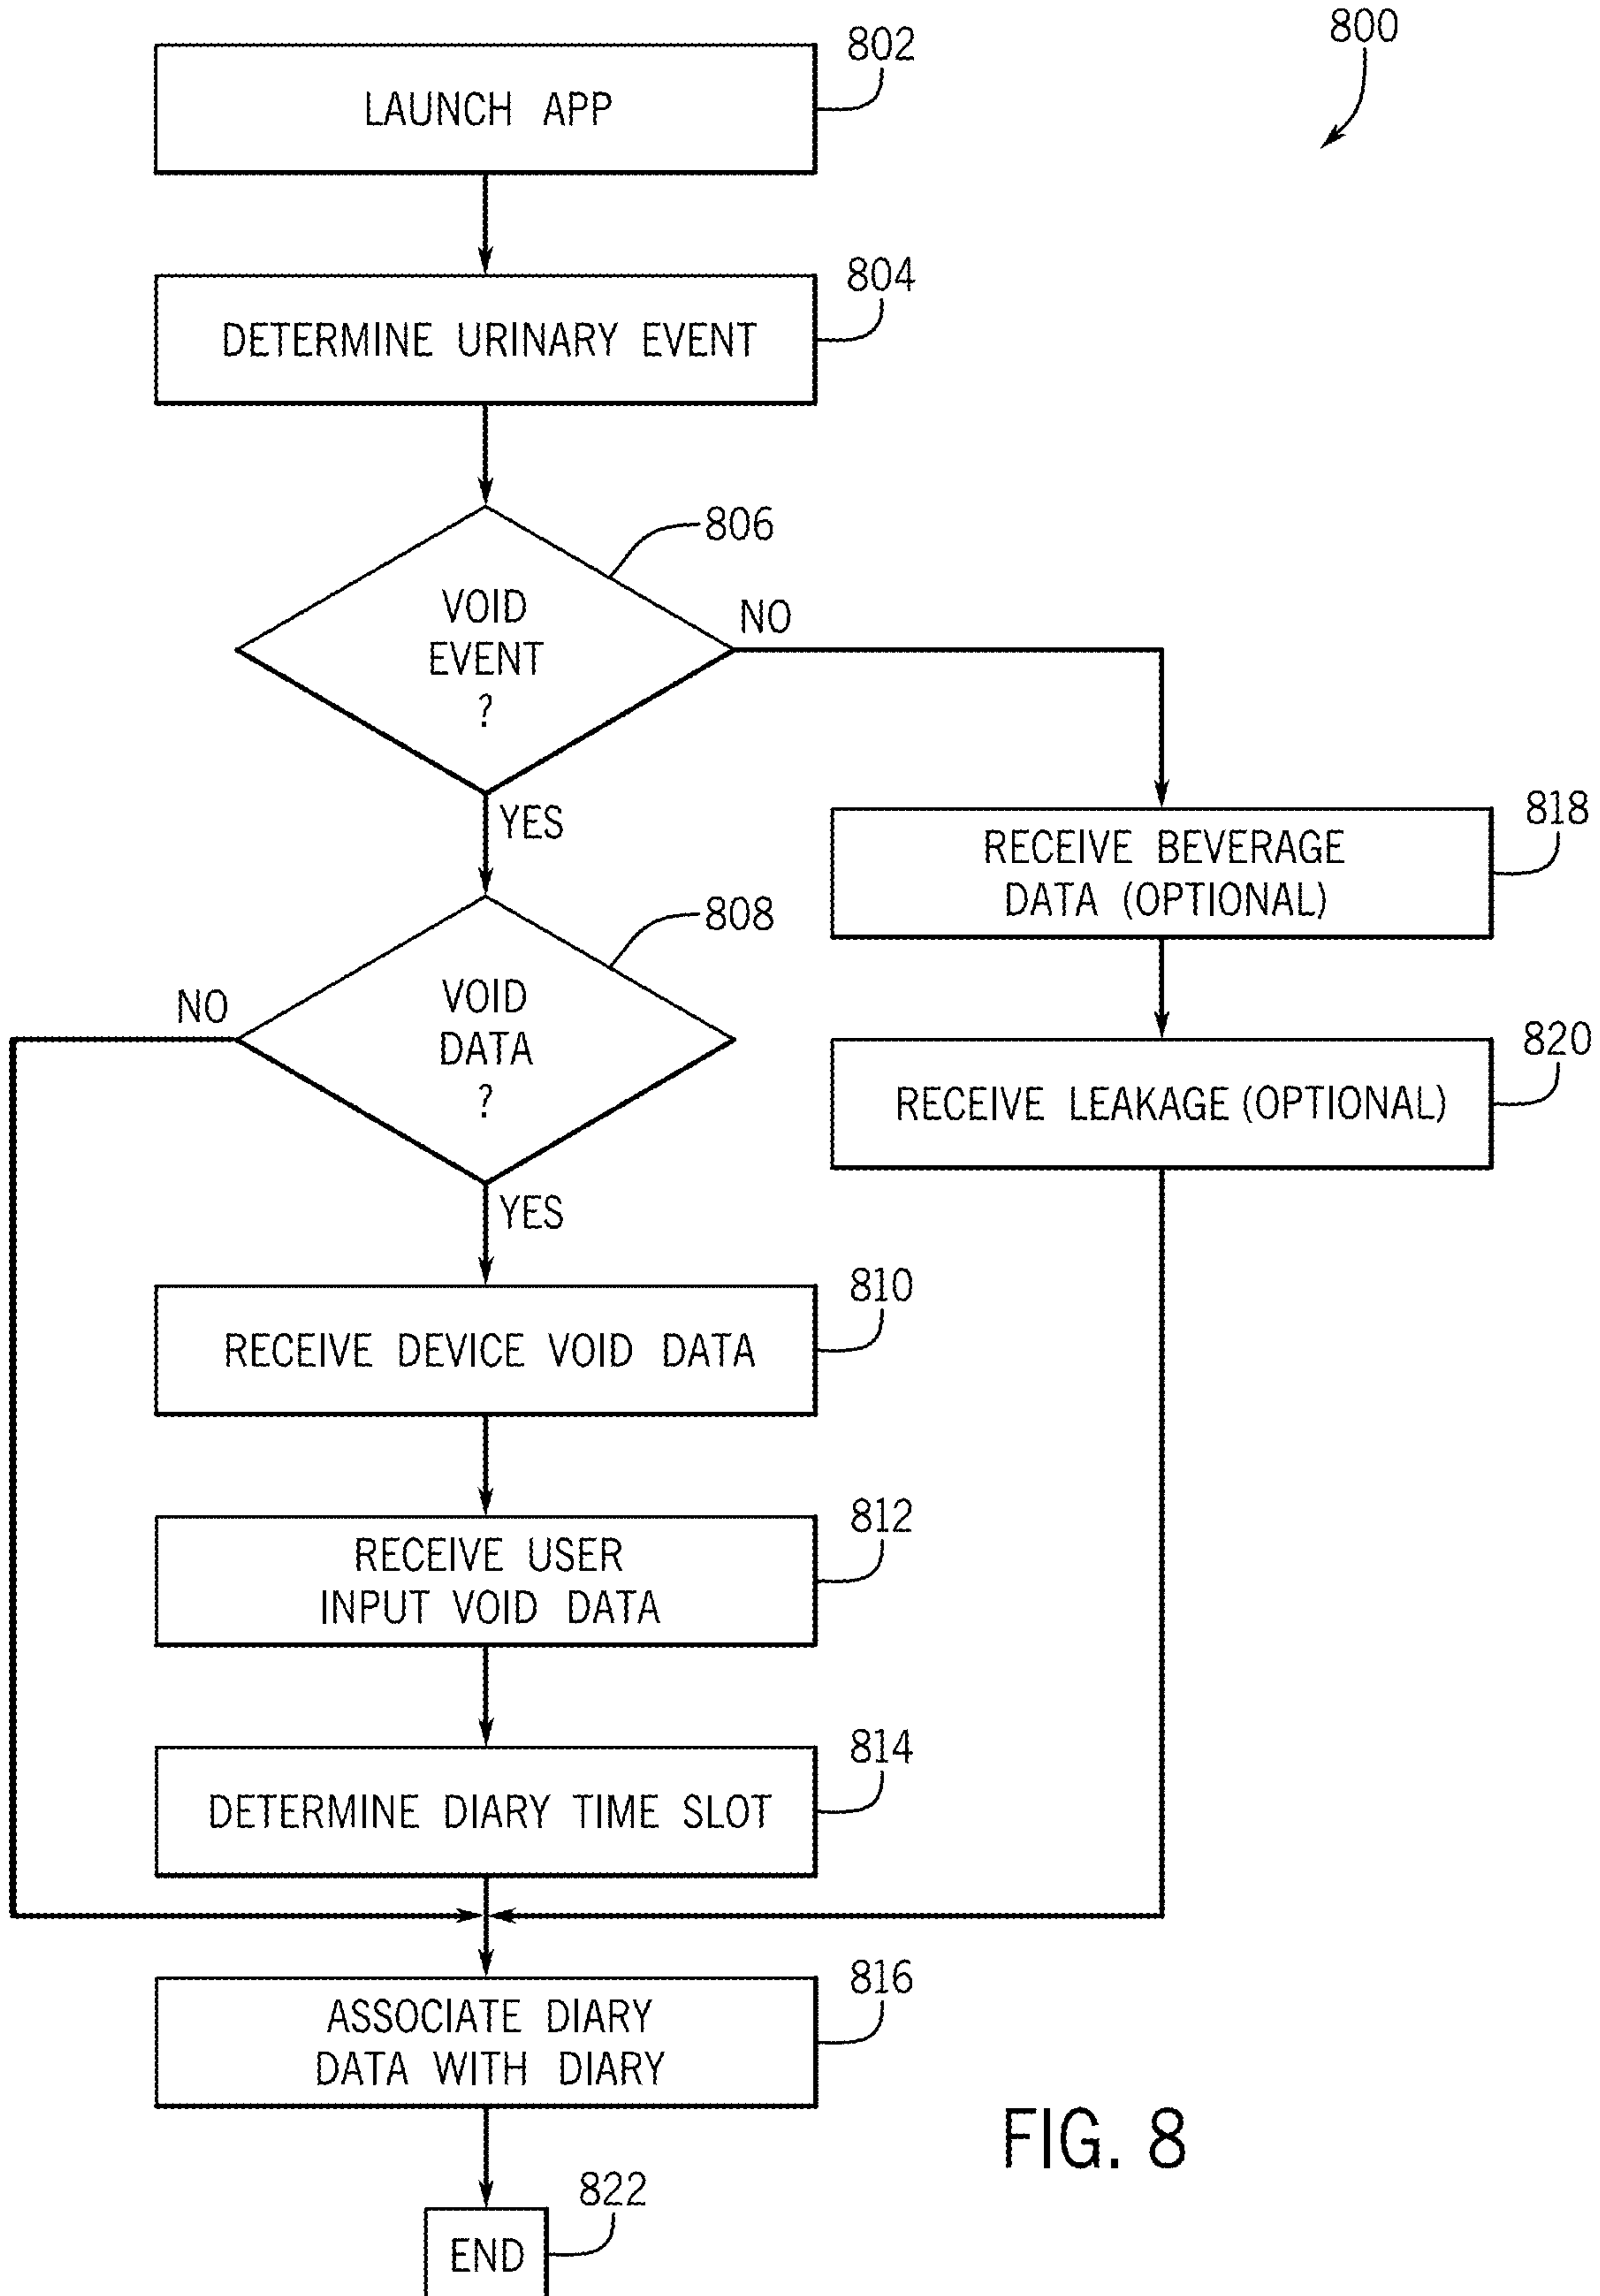 800
802
LAUNCH APP
804
DETERMINE URINARY EVENT
806
VOID
EVENT
?
NO
YES
808
VOID
DATA
?
NO
YES
818
RECEIVE BEVERAGE
DATA (OPTIONAL)
820
RECEIVE LEAKAGE (OPTIONAL)
810
RECEIVE DEVICE VOID DATA
812
RECEIVE USER
INPUT VOID DATA
814
DETERMINE DIARY TIME SLOT
816
ASSOCIATE DIARY
DATA WITH DIARY
822
END
FIG. 8